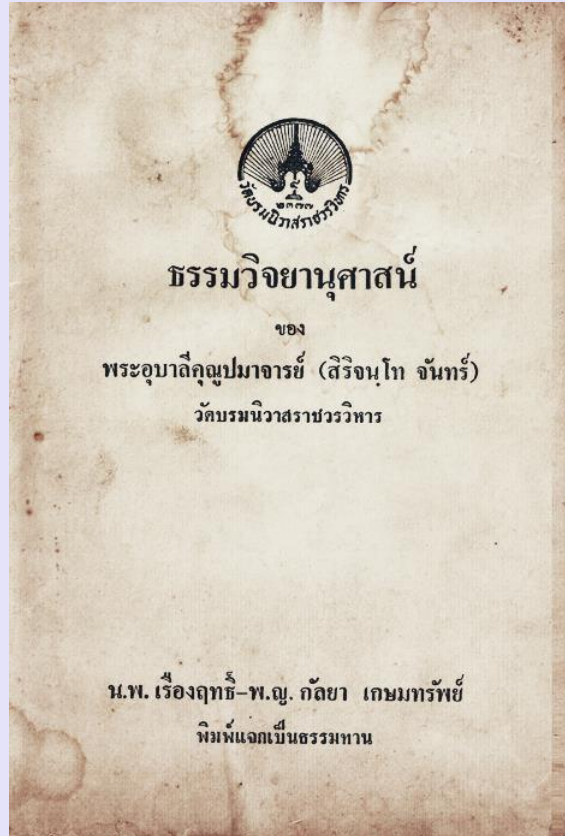 ๒๓๗๗
วัดบรมนิวาสราชวรวิหาร
ธรรมวิจยานุศาสน์
ของ
พระอุบาลีคุณูปมาจารย์ (สิริจนฺโท จันทร์)
วัดบรมนิวาสราชวรวิหาร
น.พ. เรืองฤทธิ์-พ.ญ. กัลยา เกษมทรัพย์
พิมพ์แจกเป็นธรรมทาน